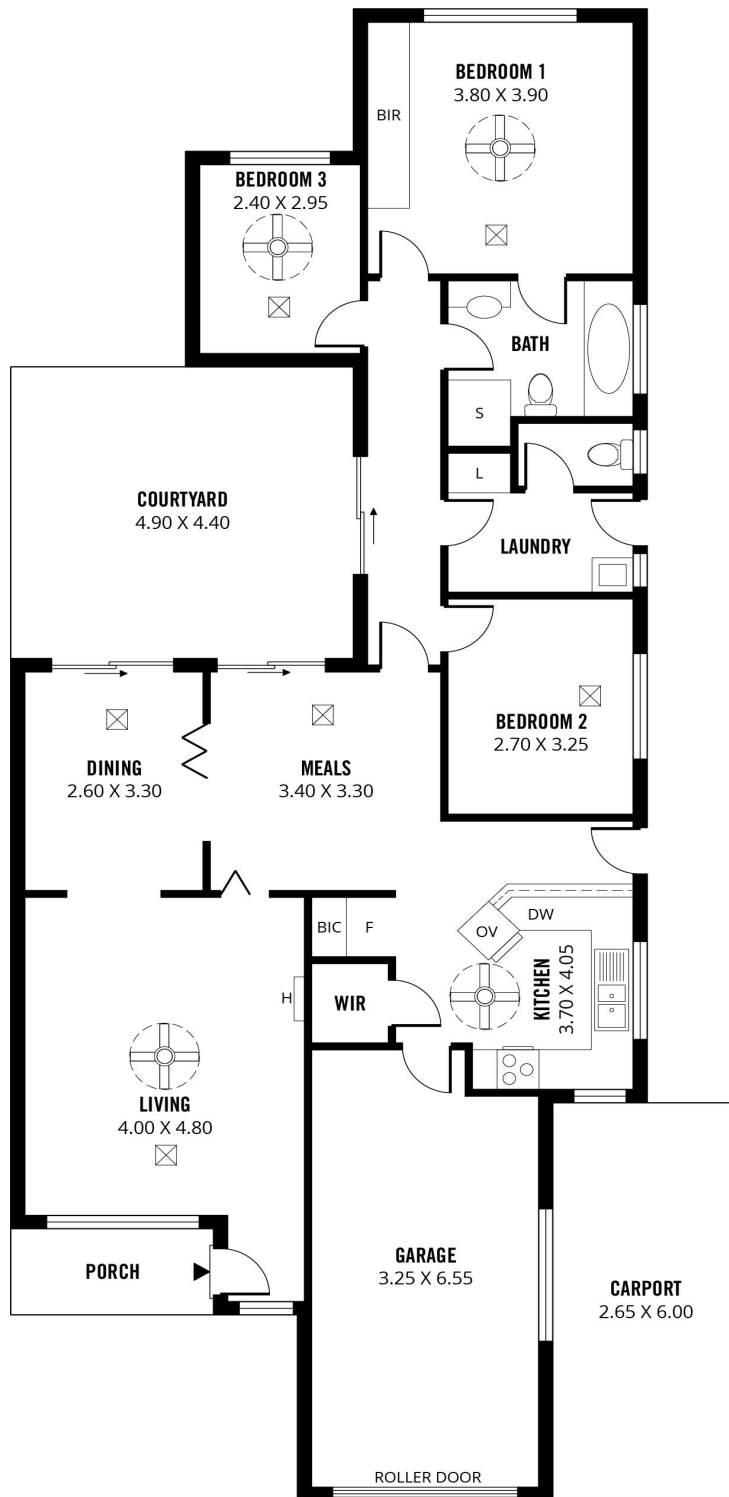 BEDROOM 1
3.80 X 3.90
BIR
BEDROOM 3
2.40 X 2.95
BATH
S
L
COURTYARD
4.90 X 4.40
LAUNDRY
BEDROOM 2
2.70 X 3.25
DINING
2.60 X 3.30
MEALS
3.40 X 3.30
BIC
F
DW
OV
KITCHEN
3.70 X 4.05
H
WIR
LIVING
4.00 X 4.80
PORCH
GARAGE
3.25 X 6.55
CARPORT
2.65 X 6.00
ROLLER DOOR